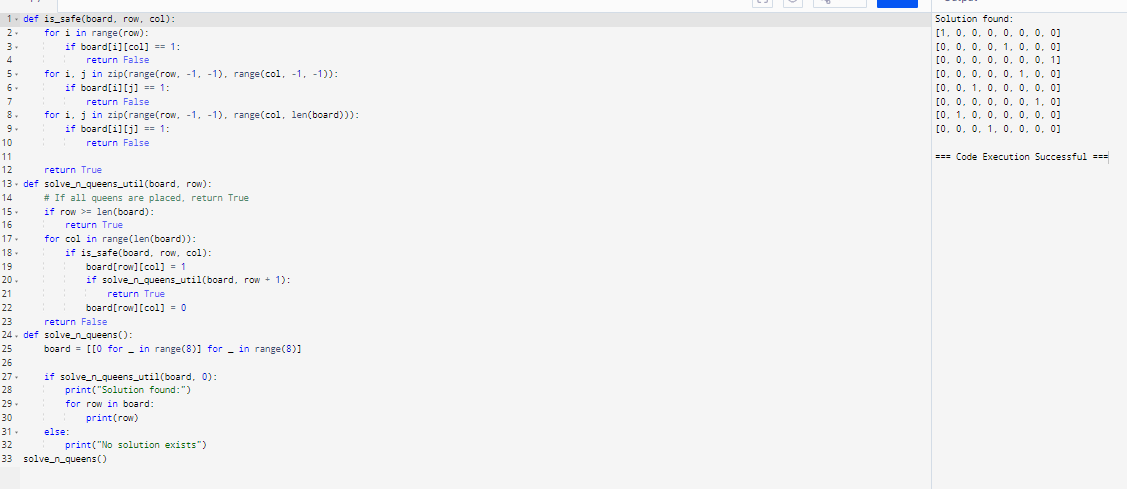 1 def is_safe(board, row, col):
2     for i in range(row):
3         if board[i][col] == 1:
4             return False
5     for i, j in zip(range(row, -1, -1), range(col, -1, -1)):
6         if board[i][j] == 1:
7             return False
8     for i, j in zip(range(row, -1, -1), range(col, len(board))):
9         if board[i][j] == 1:
10             return False
11
12     return True
13 def solve_n_queens_util(board, row):
14     # If all queens are placed, return True
15     if row >= len(board):
16         return True
17     for col in range(len(board)):
18         if is_safe(board, row, col):
19             board[row][col] = 1
20             if solve_n_queens_util(board, row + 1):
21                 return True
22             board[row][col] = 0
23     return False
24 def solve_n_queens():
25     board = [[0 for _ in range(8)] for _ in range(8)]
26
27     if solve_n_queens_util(board, 0):
28         print("Solution found:")
29         for row in board:
30             print(row)
31     else:
32         print("No solution exists")
33 solve_n_queens()
Solution found:
[1, 0, 0, 0, 0, 0, 0, 0]
[0, 0, 0, 0, 1, 0, 0, 0]
[0, 0, 0, 0, 0, 0, 0, 1]
[0, 0, 0, 0, 0, 1, 0, 0]
[0, 0, 1, 0, 0, 0, 0, 0]
[0, 0, 0, 0, 0, 0, 1, 0]
[0, 1, 0, 0, 0, 0, 0, 0]
[0, 0, 0, 1, 0, 0, 0, 0]
=== Code Execution Successful ===